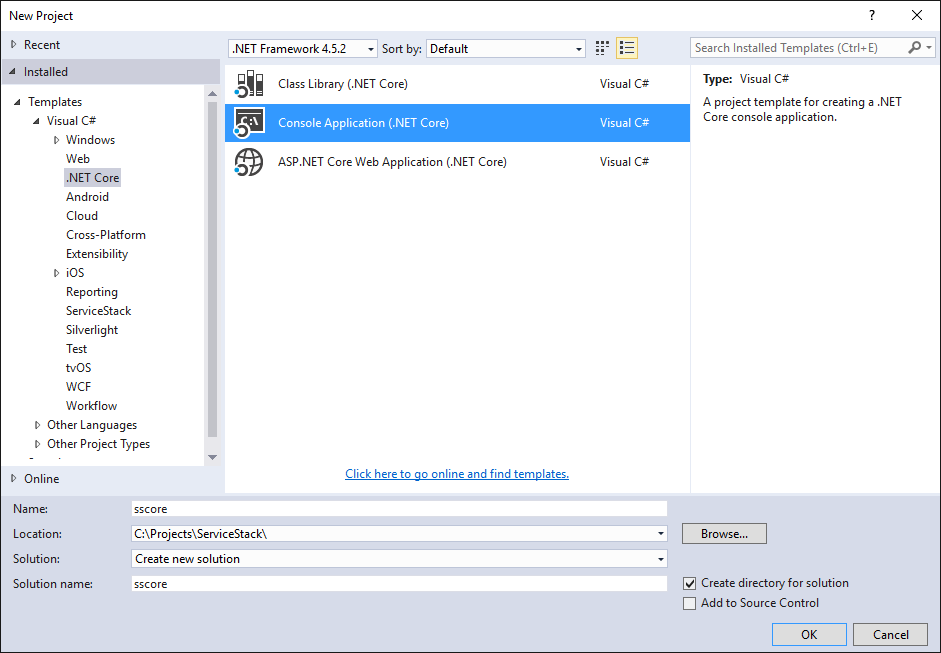 New Project
?
Recent
.NET Framework 4.5.2
Sort by:
Default
Search Installed Templates (Ctrl+E)
Installed
Templates
Visual C#
Windows
Web
.NET Core
Android
Cloud
Cross-Platform
Extensibility
iOS
Reporting
ServiceStack
Silverlight
Test
tvOS
WCF
Workflow
Other Languages
Other Project Types
Online
C:\
Class Library (.NET Core) Visual C#
Console Application (.NET Core) Visual C#
ASP.NET Core Web Application (.NET Core) Visual C#
Click here to go online and find templates.
Type: Visual C#
A project template for creating a .NET
Core console application.
Name: sscore
Location: C:\Projects\ServiceStack\
Browse...
Solution: Create new solution
Solution name: sscore
Create directory for solution
Add to Source Control
OK
Cancel